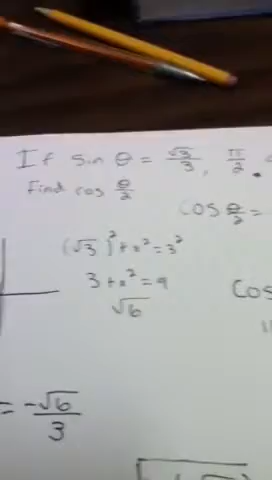 If sin θ = √3/3, π/2
Find cos θ/2
cos θ/2 =
(√3)² + x² = 3²
3 + x² = 9
√6
= -√6/3